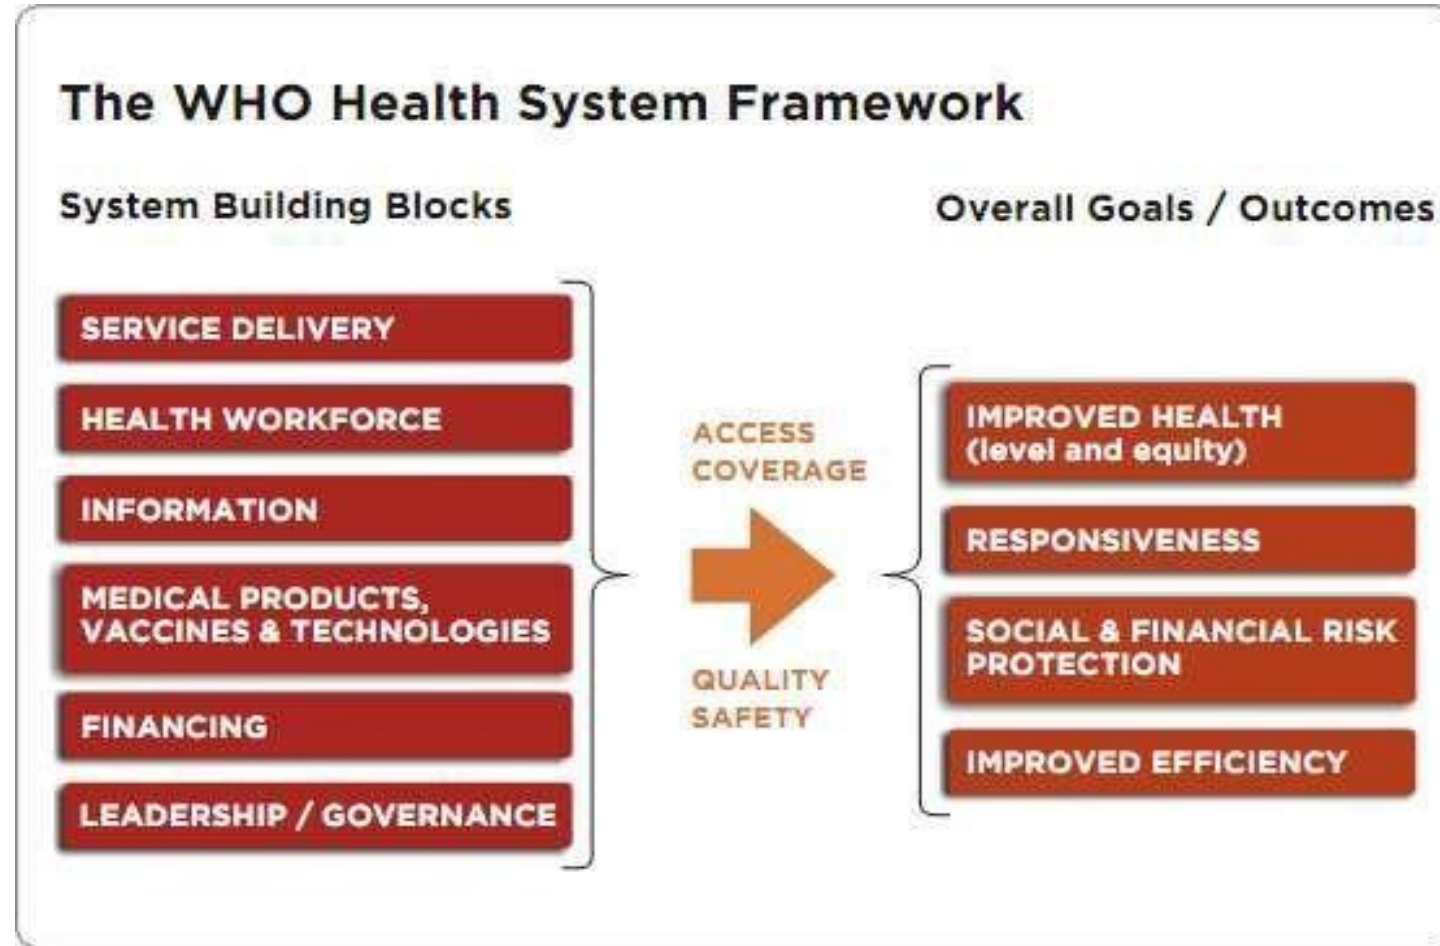 The WHO Health System Framework
System Building Blocks
SERVICE DELIVERY
HEALTH WORKFORCE
INFORMATION
MEDICAL PRODUCTS,
VACCINES & TECHNOLOGIES
FINANCING
LEADERSHIP / GOVERNANCE
ACCESS
COVERAGE
QUALITY
SAFETY
Overall Goals / Outcomes
IMPROVED HEALTH
(level and equity)
RESPONSIVENESS
SOCIAL & FINANCIAL RISK
PROTECTION
IMPROVED EFFICIENCY